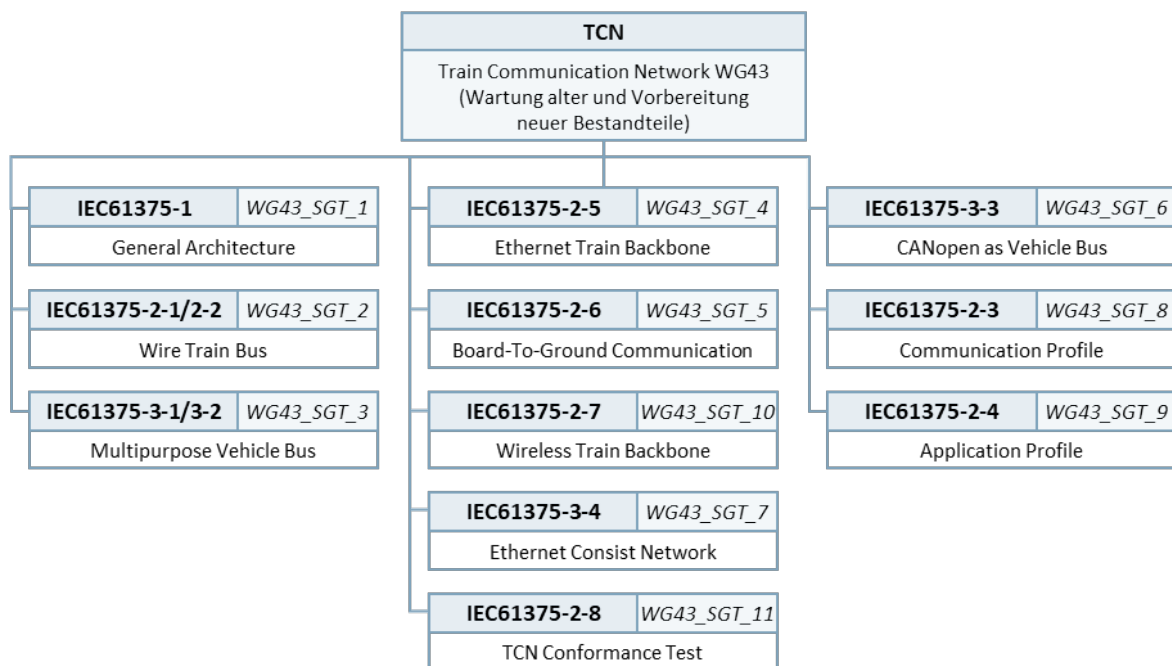 TCN
Train Communication Network WG43
(Wartung alter und Vorbereitung
neuer Bestandteile)
IEC61375-1 WG43_SGT_1
General Architecture
IEC61375-2-1/2-2 WG43_SGT_2
Wire Train Bus
IEC61375-3-1/3-2 WG43_SGT_3
Multipurpose Vehicle Bus
IEC61375-2-5 WG43_SGT_4
Ethernet Train Backbone
IEC61375-2-6 WG43_SGT_5
Board-To-Ground Communication
IEC61375-2-7 WG43_SGT_10
Wireless Train Backbone
IEC61375-3-4 WG43_SGT_7
Ethernet Consist Network
IEC61375-2-8 WG43_SGT_11
TCN Conformance Test
IEC61375-3-3 WG43_SGT_6
CANopen as Vehicle Bus
IEC61375-2-3 WG43_SGT_8
Communication Profile
IEC61375-2-4 WG43_SGT_9
Application Profile